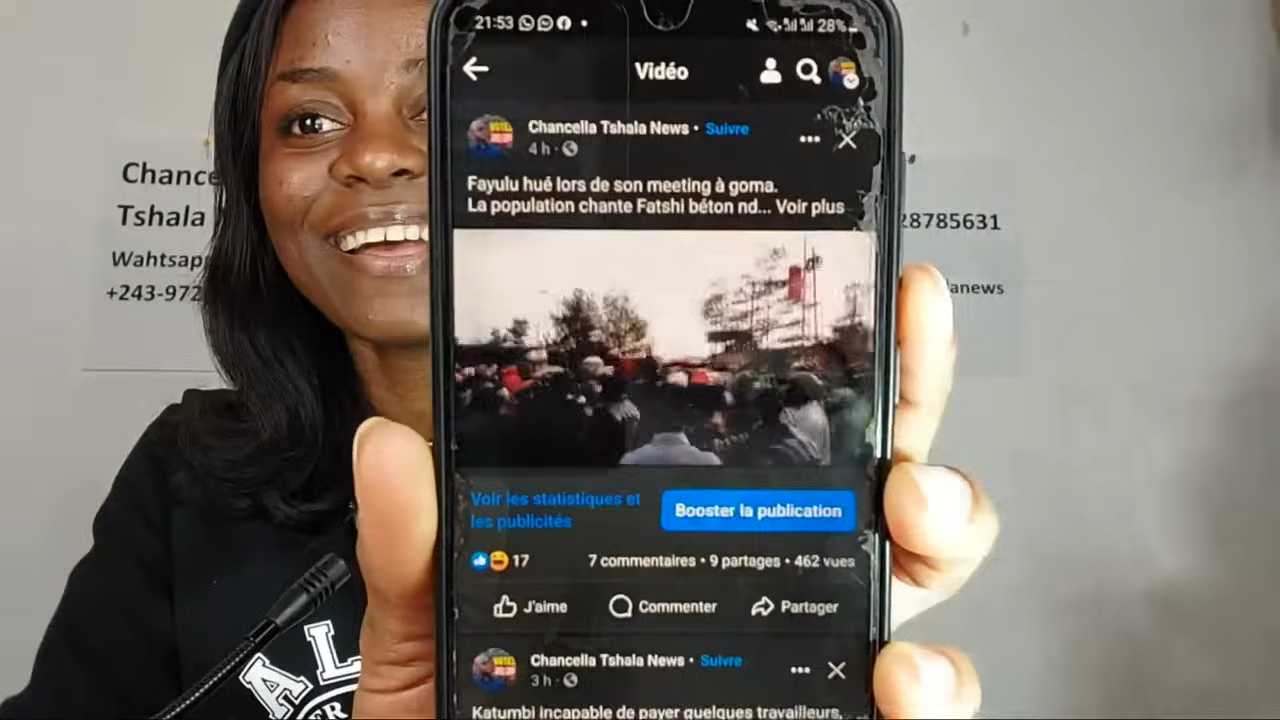 21:53
28%
Vidéo
Chancella Tshala News • Suivre
4 h
Fayulu hué lors de son meeting à goma.
La population chante Fatshi béton nd... Voir plus
Voir les statistiques et
les publicités
Booster la publication
17
7 commentaires • 9 partages • 462 vues
J'aime
Commenter
Partager
Chancella Tshala News • Suivre
3 h
Katumbi incapable de payer quelques travailleurs,
Chance
Tshala
Wahtsap
+243-972
28785631
anews
AL
ER